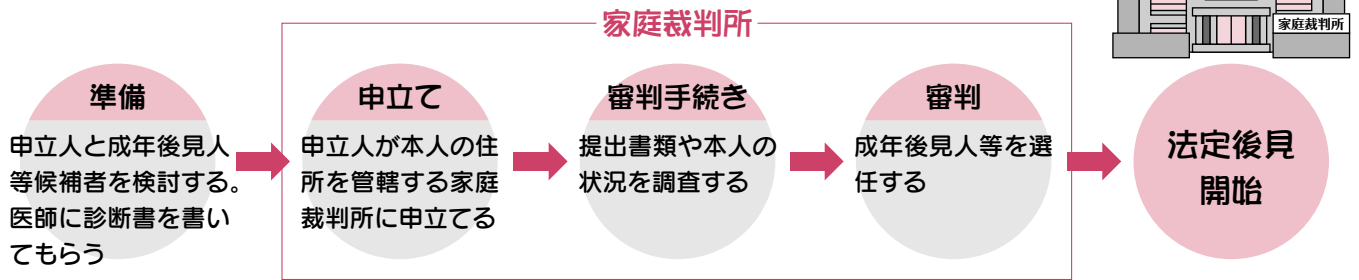 家庭裁判所
家庭裁判所
準備
申立人と成年後見人
等候補者を検討する。
医師に診断書を書い
てもらう
申立て
申立人が本人の住
所を管轄する家庭
裁判所に申立てる
審判手続き
提出書類や本人の
状況を調査する
審判
成年後見人等を選
任する
法定後見
開始